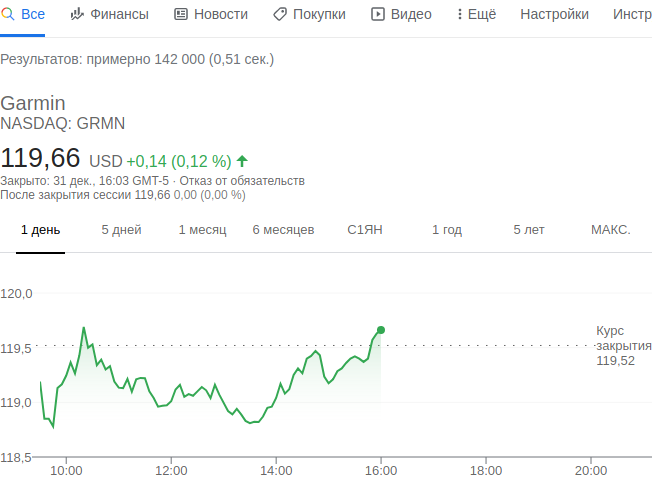 Все Финансы Новости Покупки Видео Ещё Настройки Инстр
Результатов: примерно 142 000 (0,51 сек.)
Garmin
NASDAQ: GRMN
119,66 USD +0,14 (0,12 %)
Закрыто: 31 дек., 16:03 GMT-5 · Отказ от обязательств
После закрытия сессии 119,66 0,00 (0,00 %)
1 день 5 дней 1 месяц 6 месяцев С1ЯН 1 год 5 лет МАКС.
120,0
Курс
119,5 закрытия
119,52
119,0
118,5
10:00 12:00 14:00 16:00 18:00 20:00